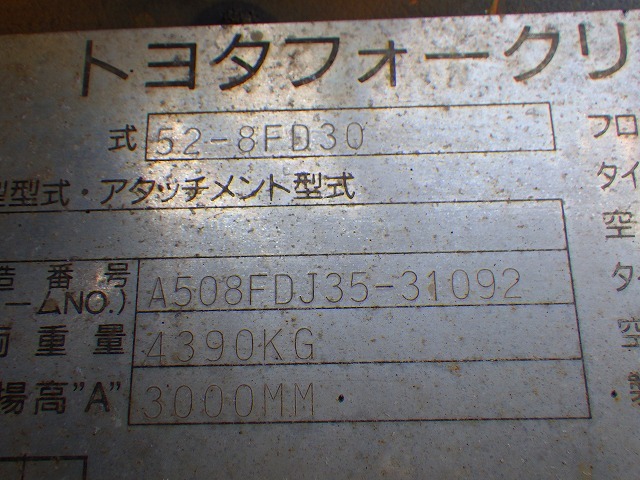 トヨタフォークリ
式 52-8FD30 フロ
型式・アタッチメント型式 タイ
空
造番号 A508FDJ35-31092 タ
ームNO.)
重量 4390KG 空
揚高"A" 3000MM